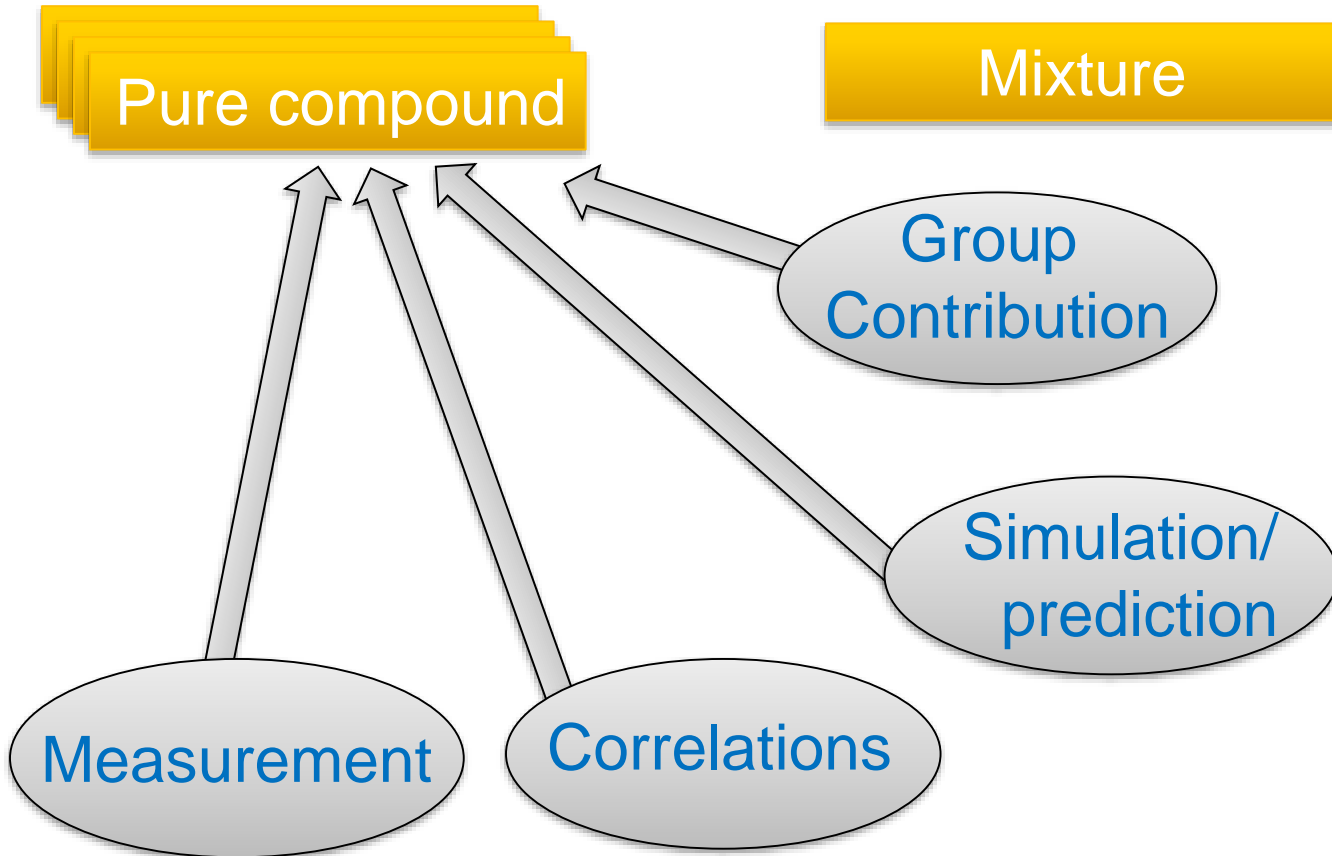 Pure compound
Mixture
Group
Contribution
Simulation/
prediction
Measurement
Correlations